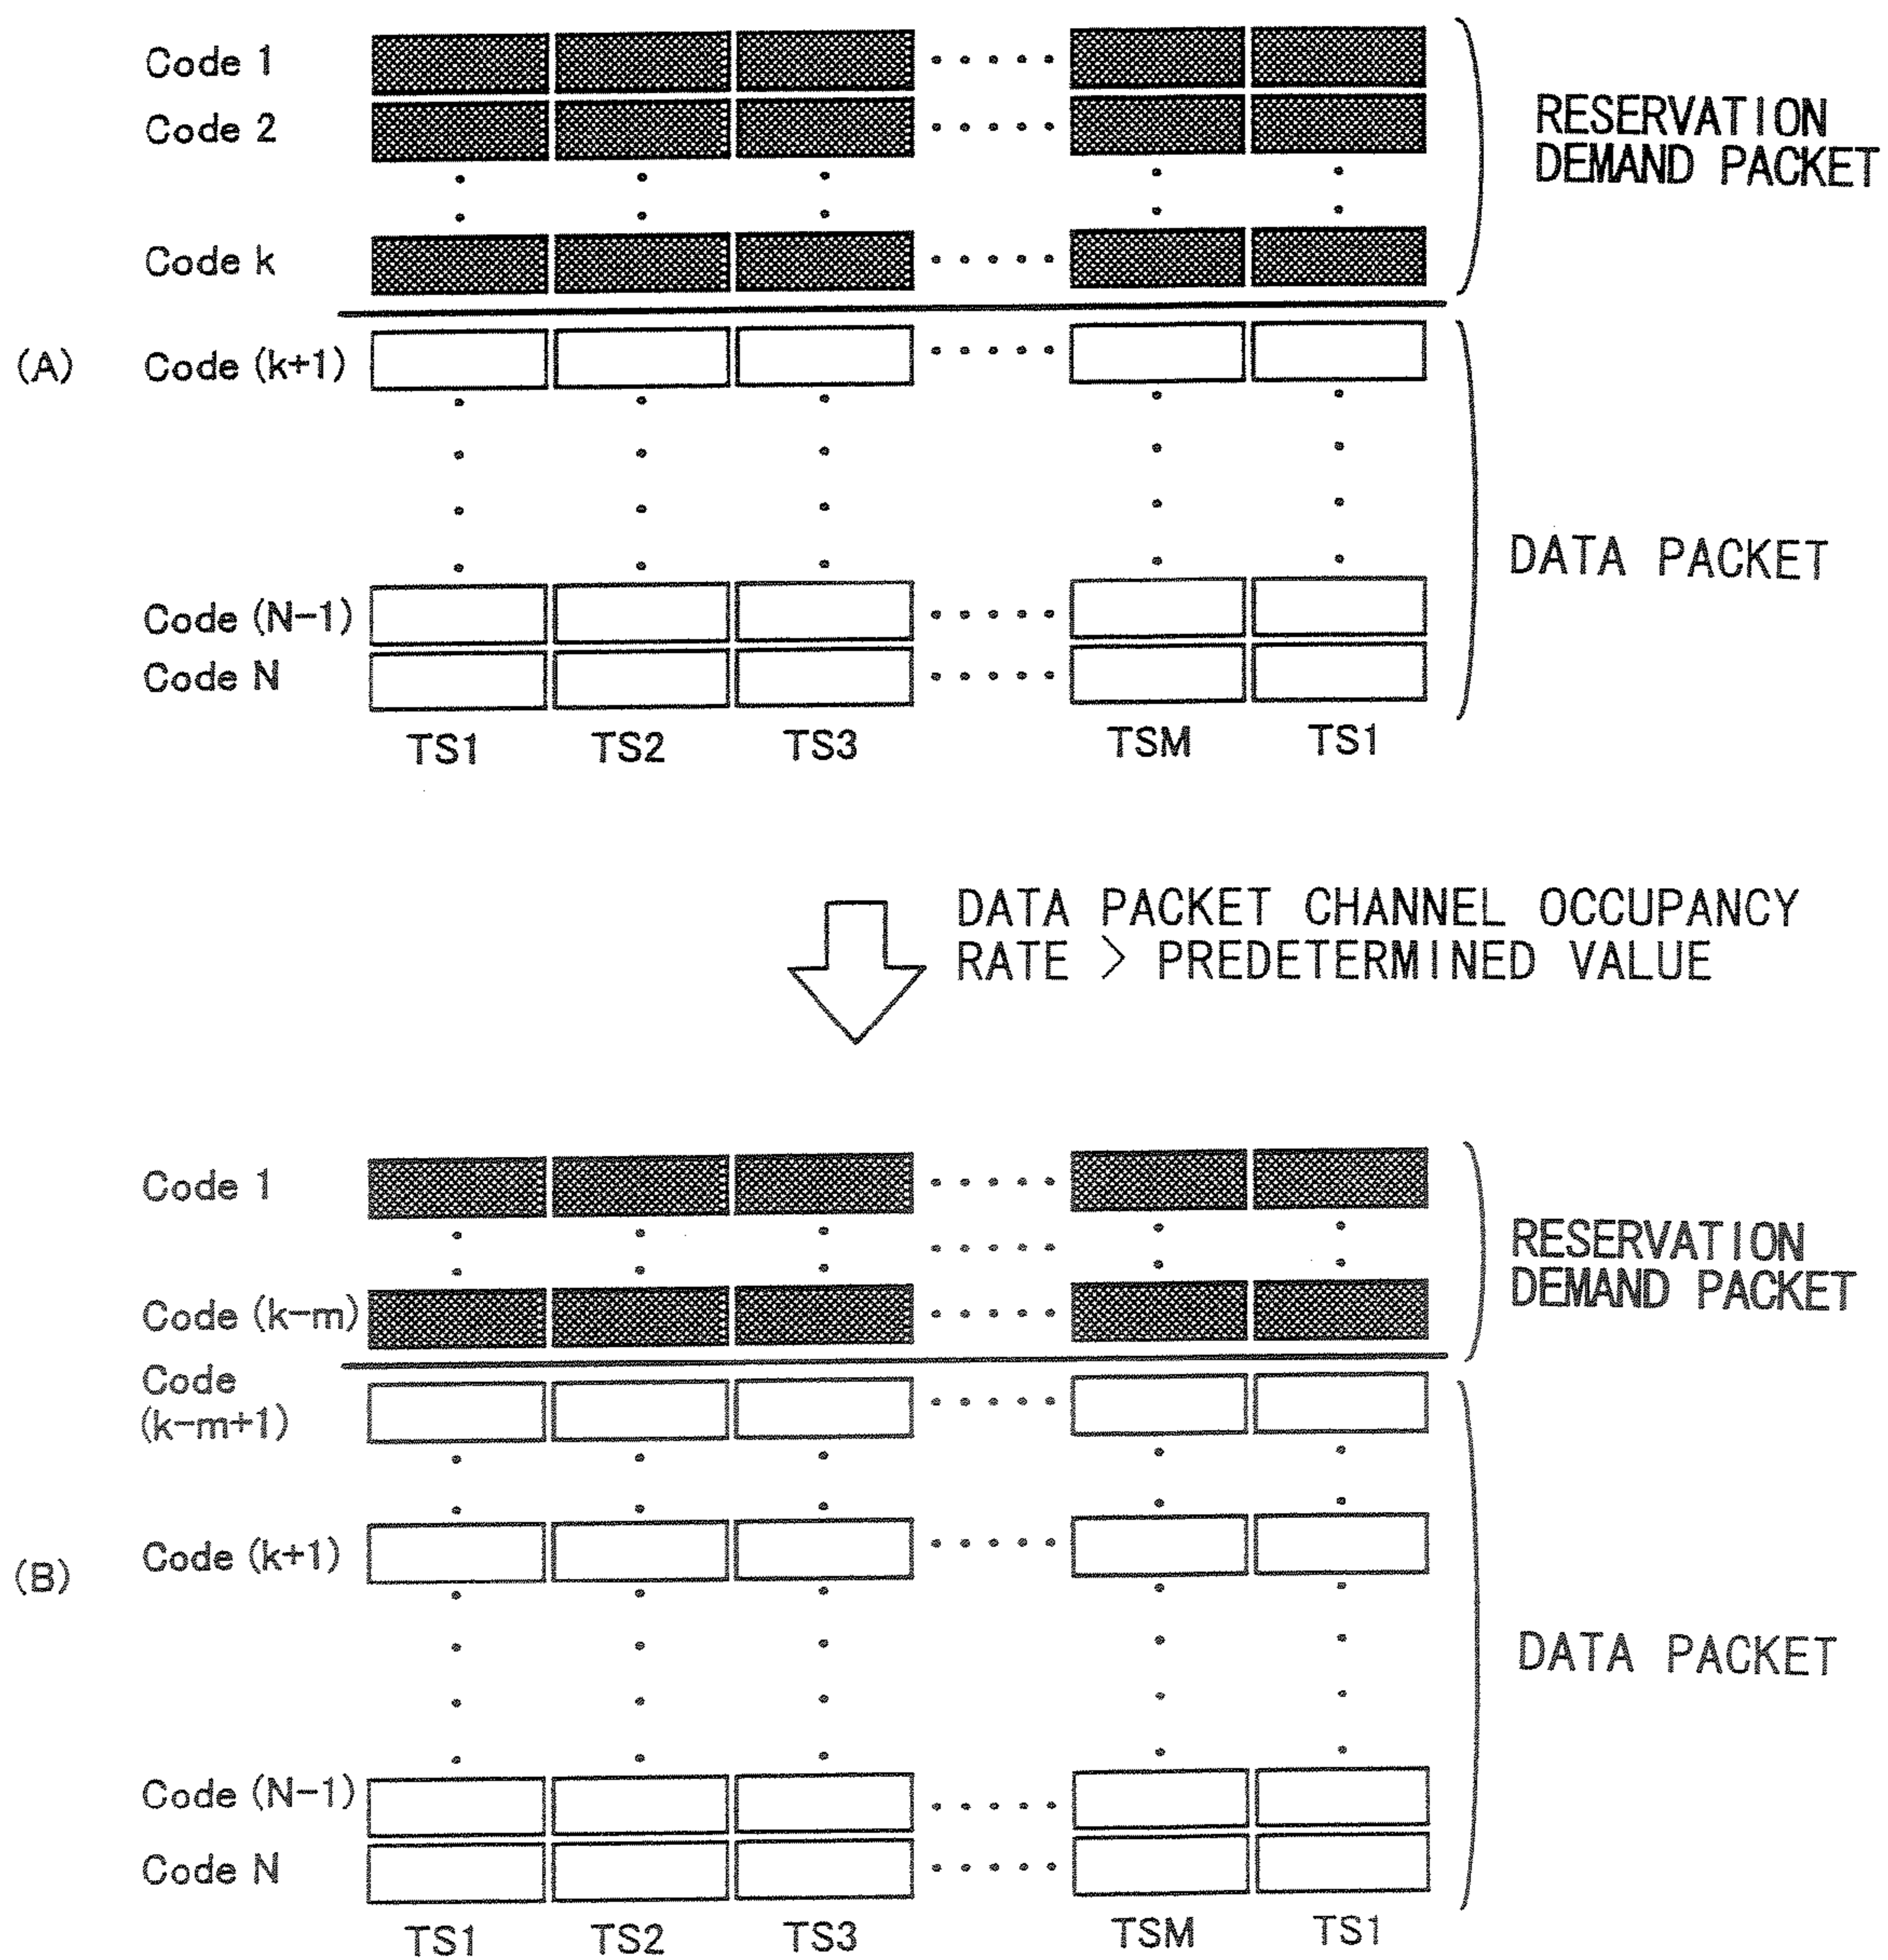 Code 1
Code 2
RESERVATION
DEMAND PACKET
Code k
(A)
Code (k+1)
DATA PACKET
Code (N-1)
Code N
TS1 TS2 TS3 TSM TS1
DATA PACKET CHANNEL OCCUPANCY
RATE > PREDETERMINED VALUE
Code 1
RESERVATION
DEMAND PACKET
Code (k-m)
Code
(k-m+1)
(B)
Code (k+1)
DATA PACKET
Code (N-1)
Code N
TS1 TS2 TS3 TSM TS1